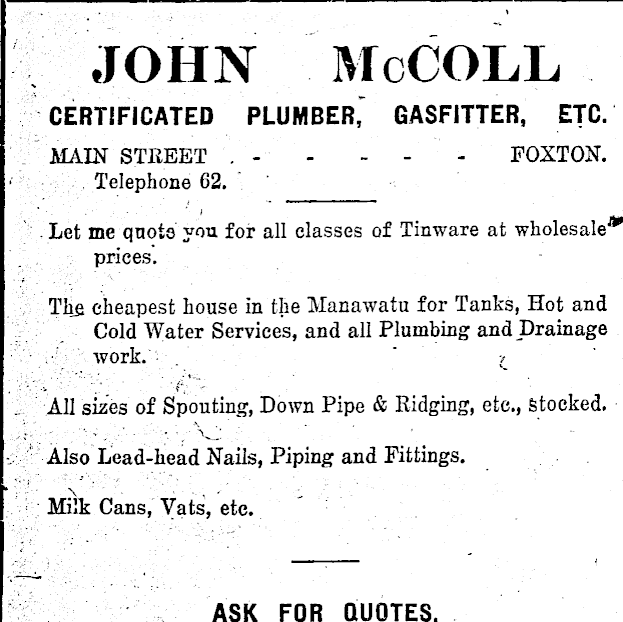 JOHN McCOLL
CERTIFICATED PLUMBER, GASFITTER, ETC.
MAIN STREET - - - - - FOXTON.
Telephone 62.
Let me quote you for all classes of Tinware at wholesale
prices.
The cheapest house in the Manawatu for Tanks, Hot and
Cold Water Services, and all Plumbing and Drainage
work.
All sizes of Spouting, Down Pipe & Ridging, etc., stocked.
Also Lead-head Nails, Piping and Fittings.
Milk Cans, Vats, etc.
ASK FOR QUOTES.